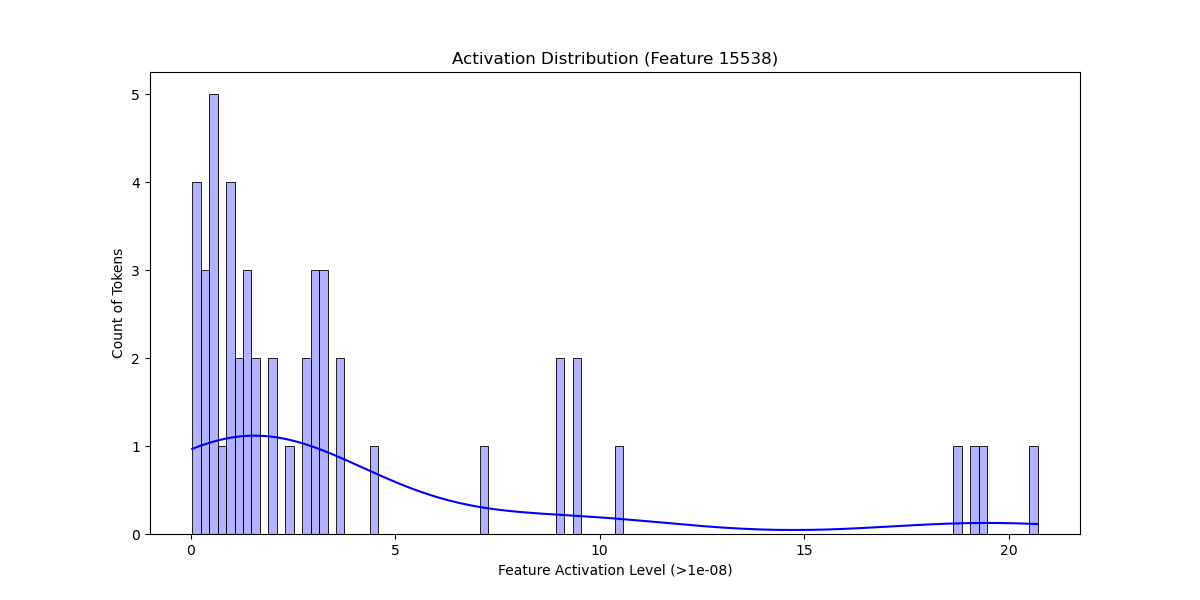 Activation Distribution (Feature 15538)
Count of Tokens
5
4
3
2
1
0
0 5 10 15 20
Feature Activation Level (>1e-08)